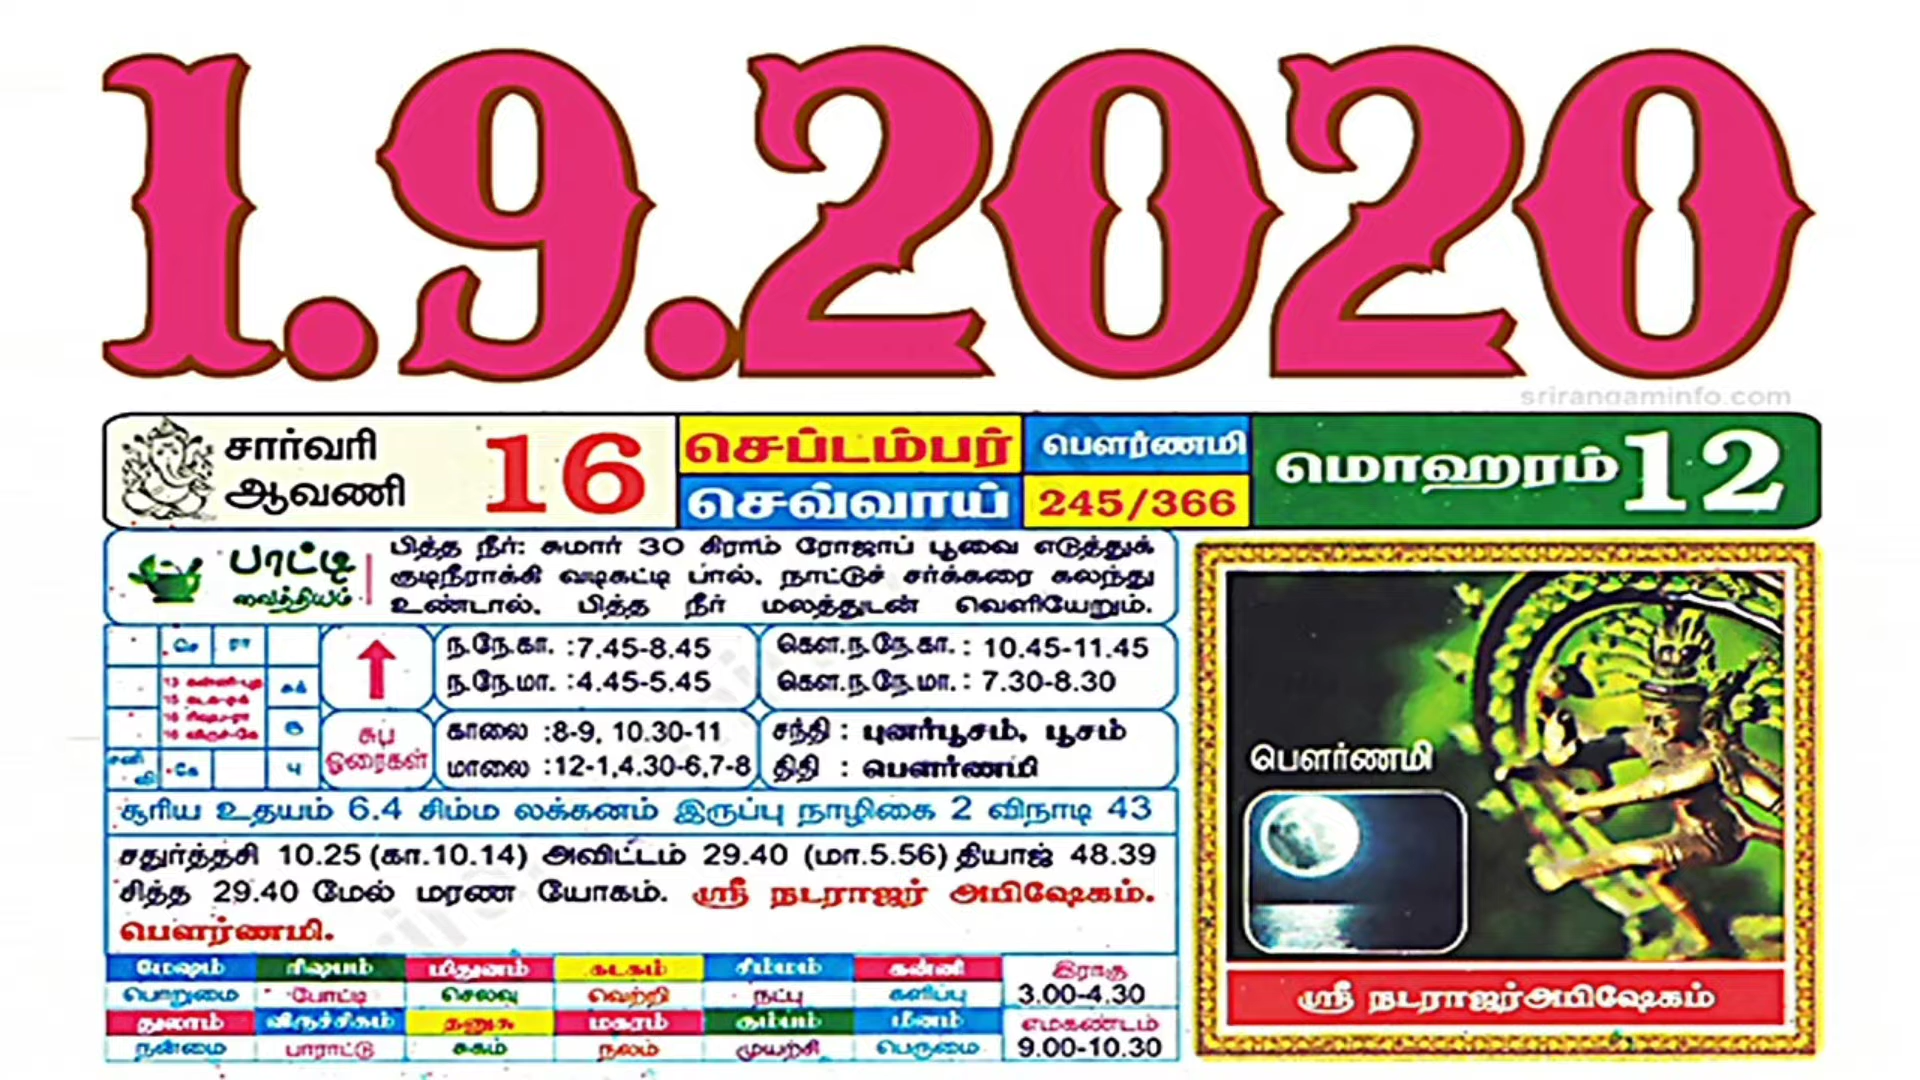 1.9.2020
srirangaminfo.com
சார்வரி
ஆவணி
16
செப்டம்பர்
செவ்வாய்
பௌர்ணமி
245/366
மொஹரம் 12
பாட்டி
வைத்தியம்
பித்த நீர்: சுமார் 30 கிராம் ரோஜாப் பூவை எடுத்துக்
குடிநீராக்கி வடிகட்டி பால், நாட்டுச் சர்க்கரை கலந்து
உண்டால், பித்த நீர் மலத்துடன் வெளியேறும்.
சுப
ஓரைகள்
ந.நே.கா. :7.45-8.45
ந.நே.மா. :4.45-5.45
கௌ.ந.நே.கா. : 10.45-11.45
கௌ.ந.நே.மா. : 7.30-8.30
காலை :8-9, 10.30-11
மாலை :12-1,4.30-6,7-8
சந்தி : புனர்பூசம், பூசம்
திதி : பௌர்ணமி
சூரிய உதயம் 6.4 சிம்ம லக்கனம் இருப்பு நாழிகை 2 விநாடி 43
சதுர்த்தசி 10.25 (கா.10.14) அவிட்டம் 29.40 (மா.5.56) தியாஜ் 48.39
சித்த 29.40 மேல் மரண யோகம். ஸ்ரீ நடராஜர் அபிஷேகம்.
பௌர்ணமி.
மேஷம் ரிஷபம் மிதுனம் கடகம் சிம்மம் கன்னி இராகு
பொறுமை போட்டி செலவு வெற்றி நட்பு களிப்பு 3.00-4.30
துலாம் விருச்சிகம் தனுசு மகரம் கும்பம் மீனம் எமகண்டம்
நன்மை பாராட்டு சுகம் நலம் முயற்சி பெருமை 9.00-10.30
பௌர்ணமி
ஸ்ரீ நடராஜர்அபிஷேகம்